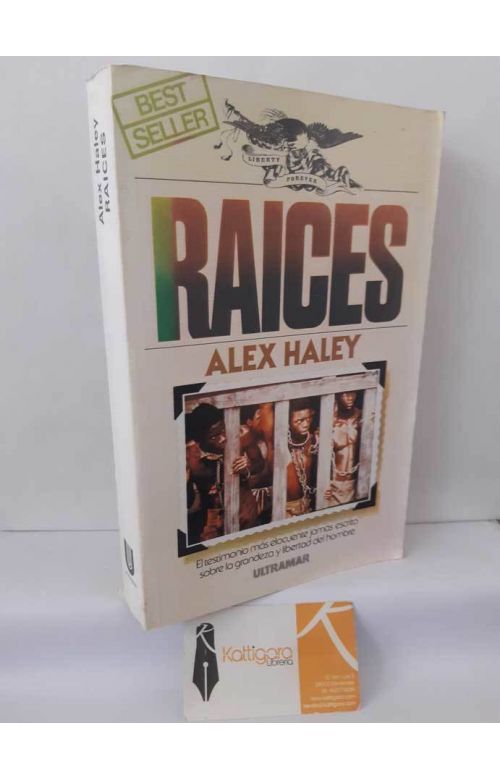 BEST
SELLER
LIBERTY
FOREVER
RAICES
ALEX HALEY
El testimonio más elocuente jamás escrito
sobre la grandeza y libertad del hombre
ULTRAMAR
Alex Haley
RAICES
Kattigara
Librería